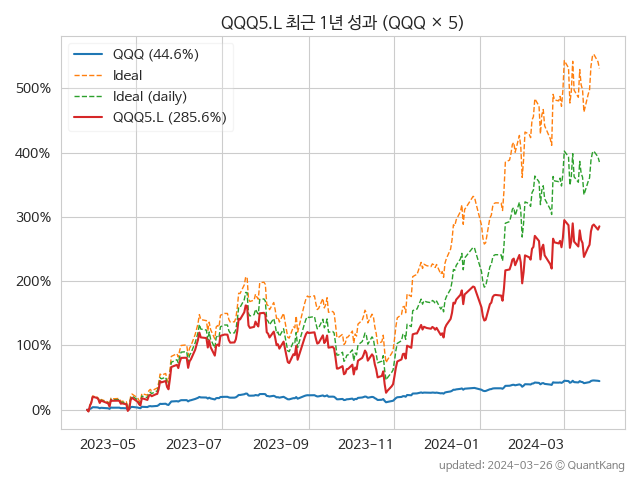 QQQ5.L 최근 1년 성과 (QQQ × 5)
QQQ (44.6%)
Ideal
Ideal (daily)
QQQ5.L (285.6%)
500%
400%
300%
200%
100%
0%
2023-05 2023-07 2023-09 2023-11 2024-01 2024-03
updated: 2024-03-26 © QuantKang